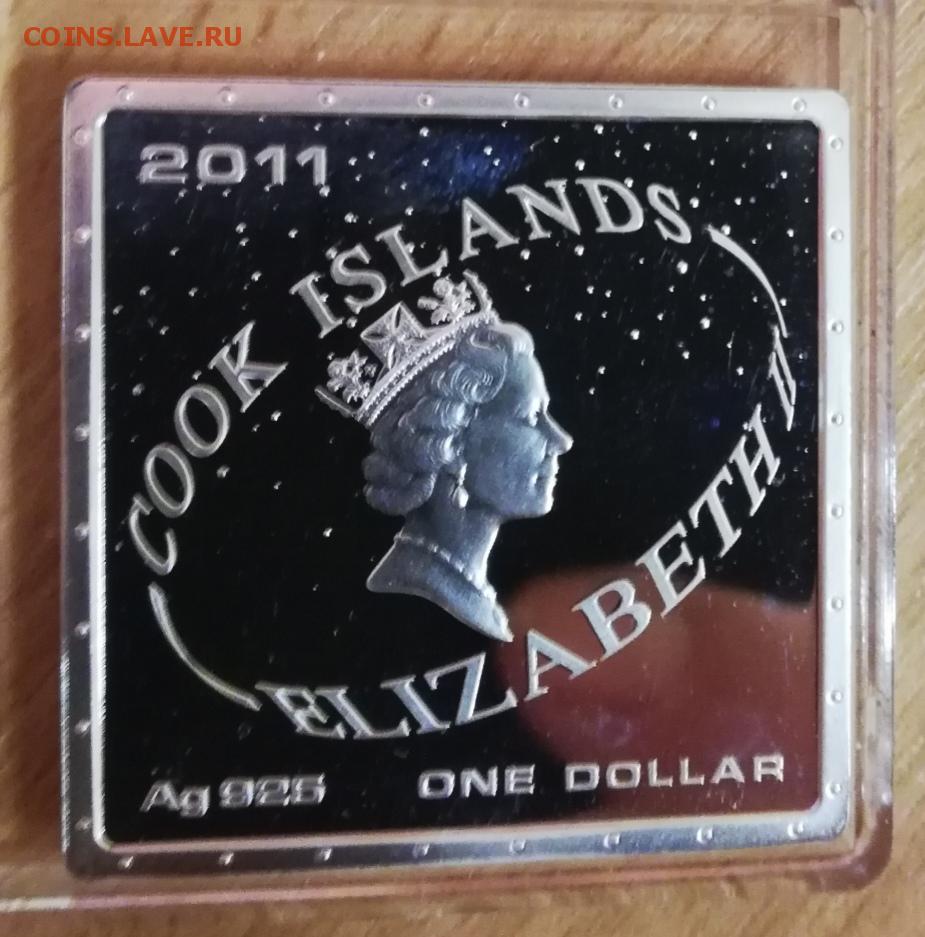 COINS.LAVE.RU
2011
COOK ISLANDS
ELIZABETH II
Ag 925 ONE DOLLAR